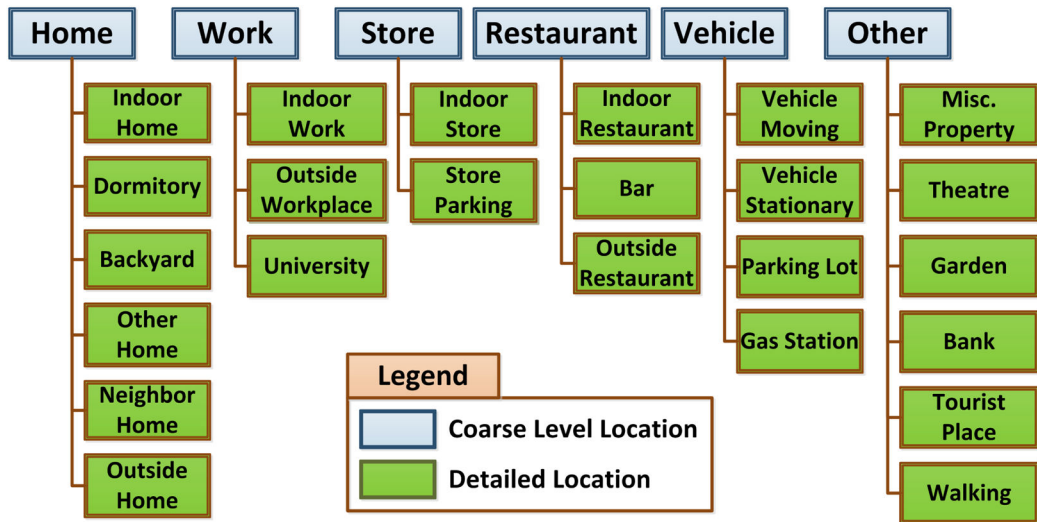 Home
Indoor
Home
Dormitory
Backyard
Other
Home
Neighbor
Home
Outside
Home
Work
Indoor
Work
Outside
Workplace
University
Store
Indoor
Store
Store
Parking
Restaurant
Indoor
Restaurant
Bar
Outside
Restaurant
Vehicle
Vehicle
Moving
Vehicle
Stationary
Parking Lot
Gas Station
Other
Misc.
Property
Theatre
Garden
Bank
Tourist
Place
Walking
Legend
Coarse Level Location
Detailed Location